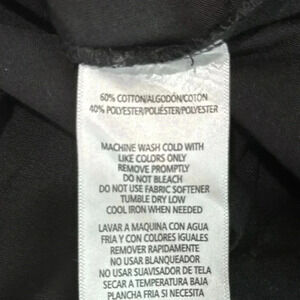 60% COTTON/ALGODÓN/COTON
40% POLYESTER/POLIÉSTER/POLYESTER
MACHINE WASH COLD WITH
LIKE COLORS ONLY
REMOVE PROMPTLY
DO NOT BLEACH
DO NOT USE FABRIC SOFTENER
TUMBLE DRY LOW
COOL IRON WHEN NEEDED
LAVAR A MAQUINA CON AGUA
FRIA Y CON COLORES IGUALES
REMOVER RAPIDAMENTE
NO USAR BLANQUEADOR
NO USAR SUAVISADOR DE TELA
SECAR A TEMPERATURA BAJA
PLANCHA FRIA SI NECESITA